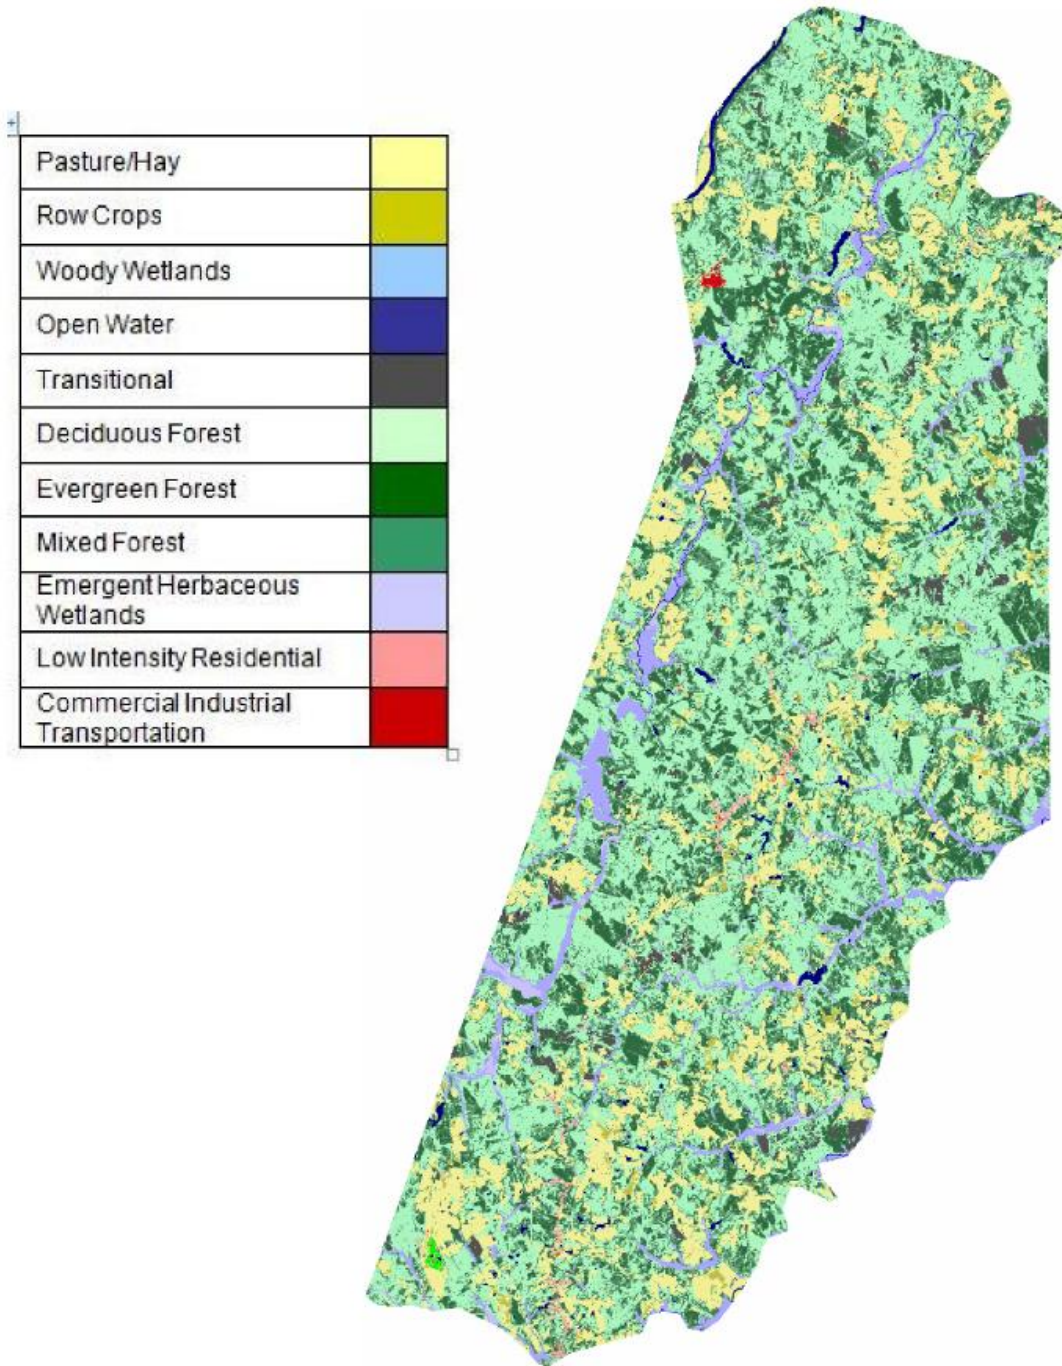 Pasture/Hay
Row Crops
Woody Wetlands
Open Water
Transitional
Deciduous Forest
Evergreen Forest
Mixed Forest
Emergent Herbaceous
Wetlands
Low Intensity Residential
Commercial Industrial
Transportation